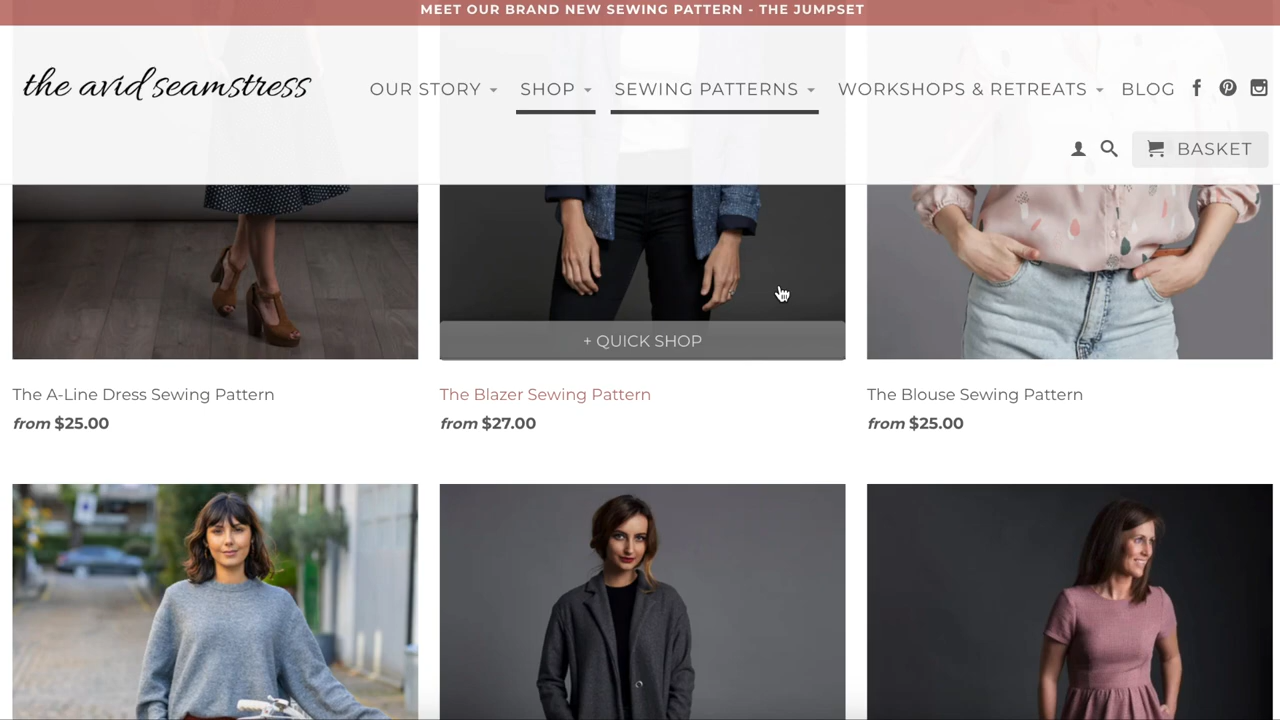 MEET OUR BRAND NEW SEWING PATTERN - THE JUMPSET
the avid seamstress
OUR STORY SHOP SEWING PATTERNS WORKSHOPS & RETREATS BLOG
BASKET
+ QUICK SHOP
The A-Line Dress Sewing Pattern
from $25.00
The Blazer Sewing Pattern
from $27.00
The Blouse Sewing Pattern
from $25.00